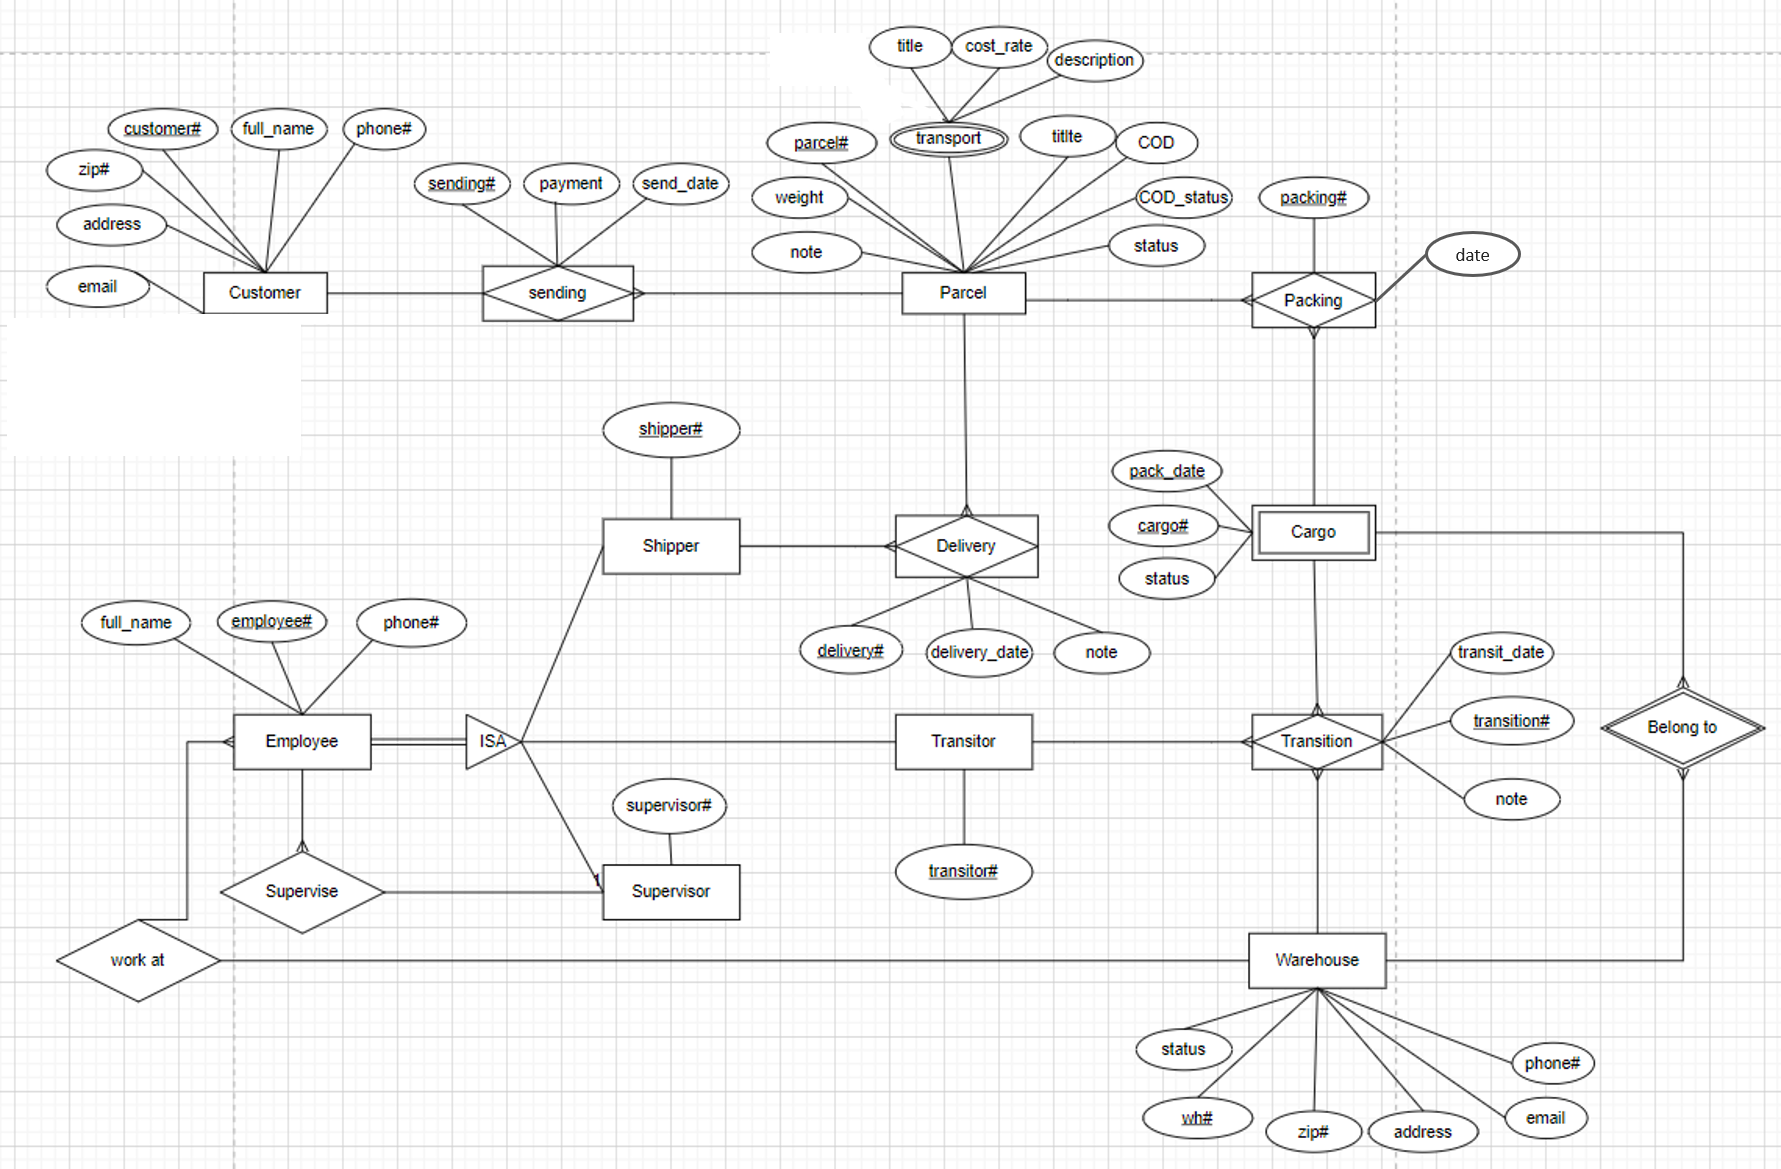 title
cost_rate
description
customer#
full_name
phone#
parcel#
transport
titlte
COD
zip#
sending#
payment
send_date
weight
COD_status
packing#
address
note
status
date
email
Customer
sending
Parcel
Packing
shipper#
pack_date
cargo#
Cargo
Shipper
Delivery
status
full_name
employee#
phone#
delivery#
delivery_date
note
transit_date
transition#
Employee
ISA
Transitor
Transition
Belong to
supervisor#
note
transitor#
1
Supervise
Supervisor
work at
Warehouse
status
phone#
wh#
zip#
address
email